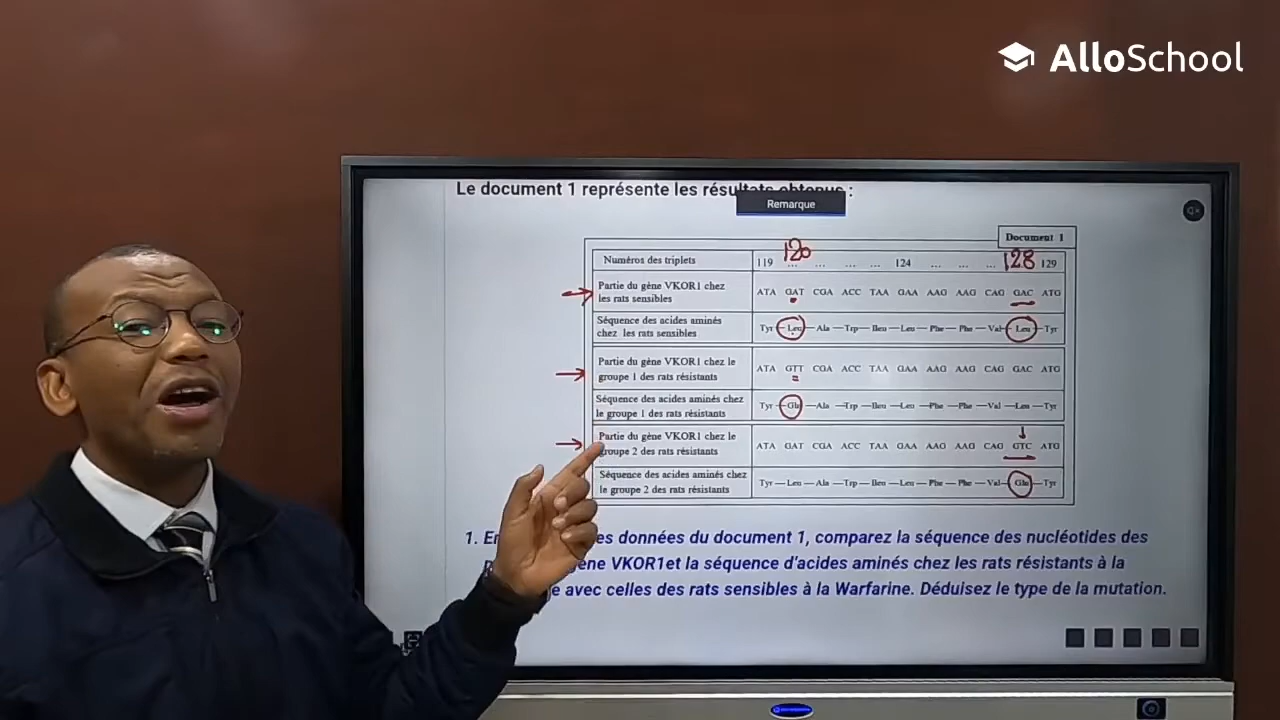 AlloSchool
Le document 1 représente les résultats obtenus :
Remarque
Document 1
120
128
Numéros des triplets 119 ... ... ... ... 124 ... ... ... 129
Partie du gène VKOR1 chez
les rats sensibles
ATA GAT CGA ACC TAA GAA AAG AAG CAG GAC ATG
Séquence des acides aminés
chez les rats sensibles
Tyr — Leu — Ala — Trp — Ileu — Leu — Phe — Phe — Val — Leu — Tyr
Partie du gène VKOR1 chez le
groupe 1 des rats résistants
ATA GTT CGA ACC TAA GAA AAG AAG CAG GAC ATG
Séquence des acides aminés chez
le groupe 1 des rats résistants
Tyr — Gln — Ala — Trp — Ileu — Leu — Phe — Phe — Val — Leu — Tyr
Partie du gène VKOR1 chez le
groupe 2 des rats résistants
ATA GAT CGA ACC TAA GAA AAG AAG CAG GTC ATG
Séquence des acides aminés chez
le groupe 2 des rats résistants
Tyr — Leu — Ala — Trp — Ileu — Leu — Phe — Phe — Val — Gln — Tyr
1. es données du document 1, comparez la séquence des nucléotides des
ène VKOR1et la séquence d'acides aminés chez les rats résistants à la
e avec celles des rats sensibles à la Warfarine. Déduisez le type de la mutation.